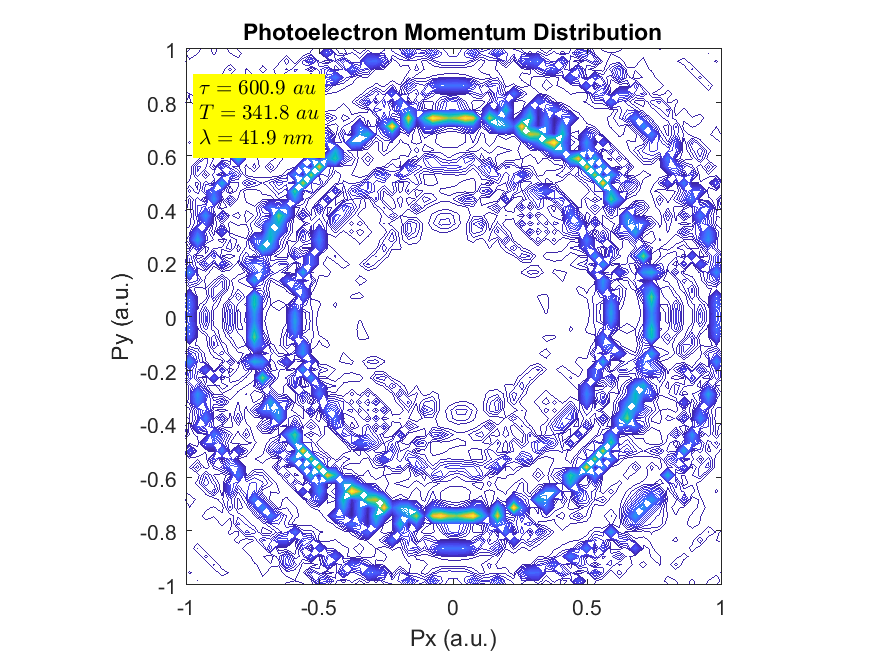 Photoelectron Momentum Distribution
τ = 600.9 au
T = 341.8 au
λ = 41.9 nm
1
0.8
0.6
0.4
0.2
0
-0.2
-0.4
-0.6
-0.8
-1
Py (a.u.)
-1 -0.5 0 0.5 1
Px (a.u.)